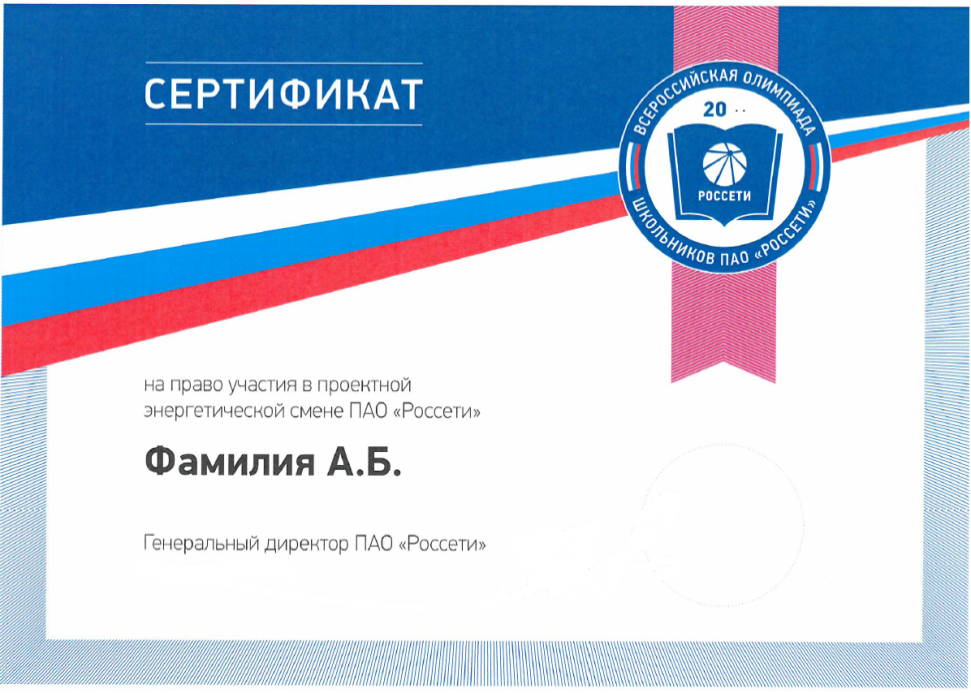 СЕРТИФИКАТ
ВСЕРОССИЙСКАЯ ОЛИМПИАДА
20 ..
РОССЕТИ
ШКОЛЬНИКОВ ПАО «РОССЕТИ»
на право участия в проектной
энергетической смене ПАО «Россети»
Фамилия А.Б.
Генеральный директор ПАО «Россети»